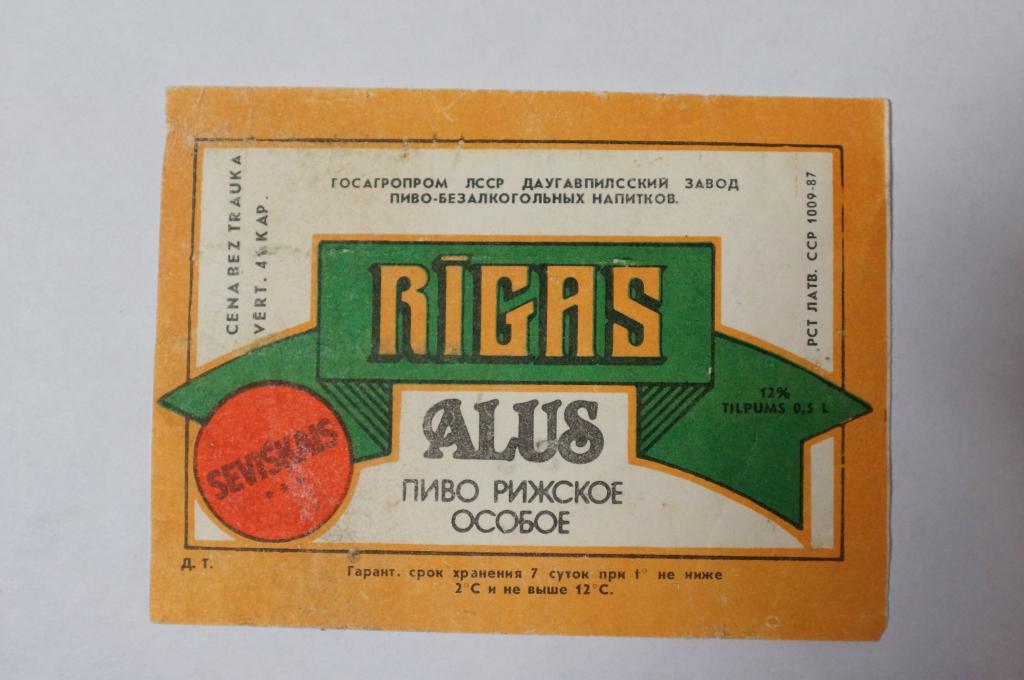 ГОСАГРОПРОМ ЛССР ДАУГАВПИЛССКИЙ ЗАВОД
ПИВО-БЕЗАЛКОГОЛЬНЫХ НАПИТКОВ.
CENA BEZ TRAUKA
VĒRT. 41 KAP.
RĪGAS
ALUS
ПИВО РИЖСКОЕ
ОСОБОЕ
SEVIŠĶAIS
* * *
12%
TILPUMS 0,5 L
РСТ ЛАТВ. ССР 1009-87
Д. Т.
Гарант. срок хранения 7 суток при t° не ниже
2°С и не выше 12°С.